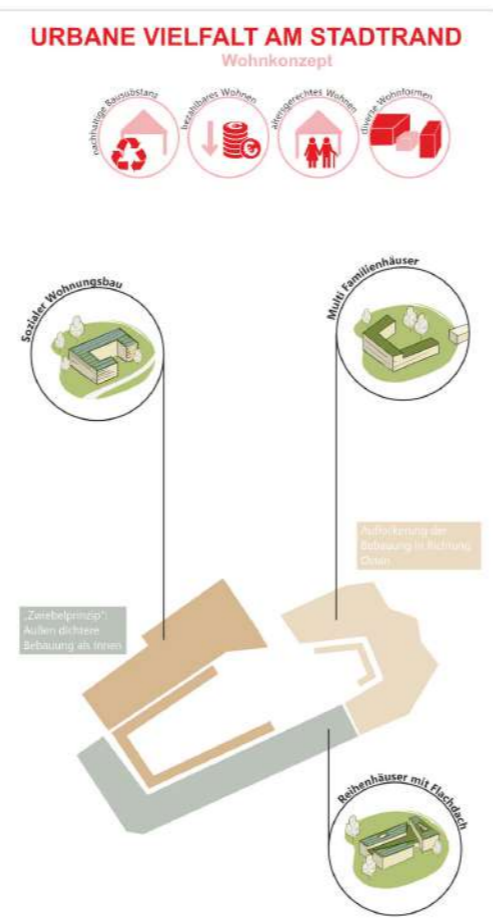 URBANE VIELFALT AM STADTRAND
Wohnkonzept
nachhaltige Bausubstanz
bezahlbares Wohnen
altersgerechtes Wohnen
diverse Wohnformen
€
Sozialer Wohnungsbau
Multi Familienhäuser
Auflockerung der
Bebauung in Richtung
Osten
„Zwiebelprinzip“:
Außen dichtere
Bebauung als innen
Reihenhäuser mit Flachdach